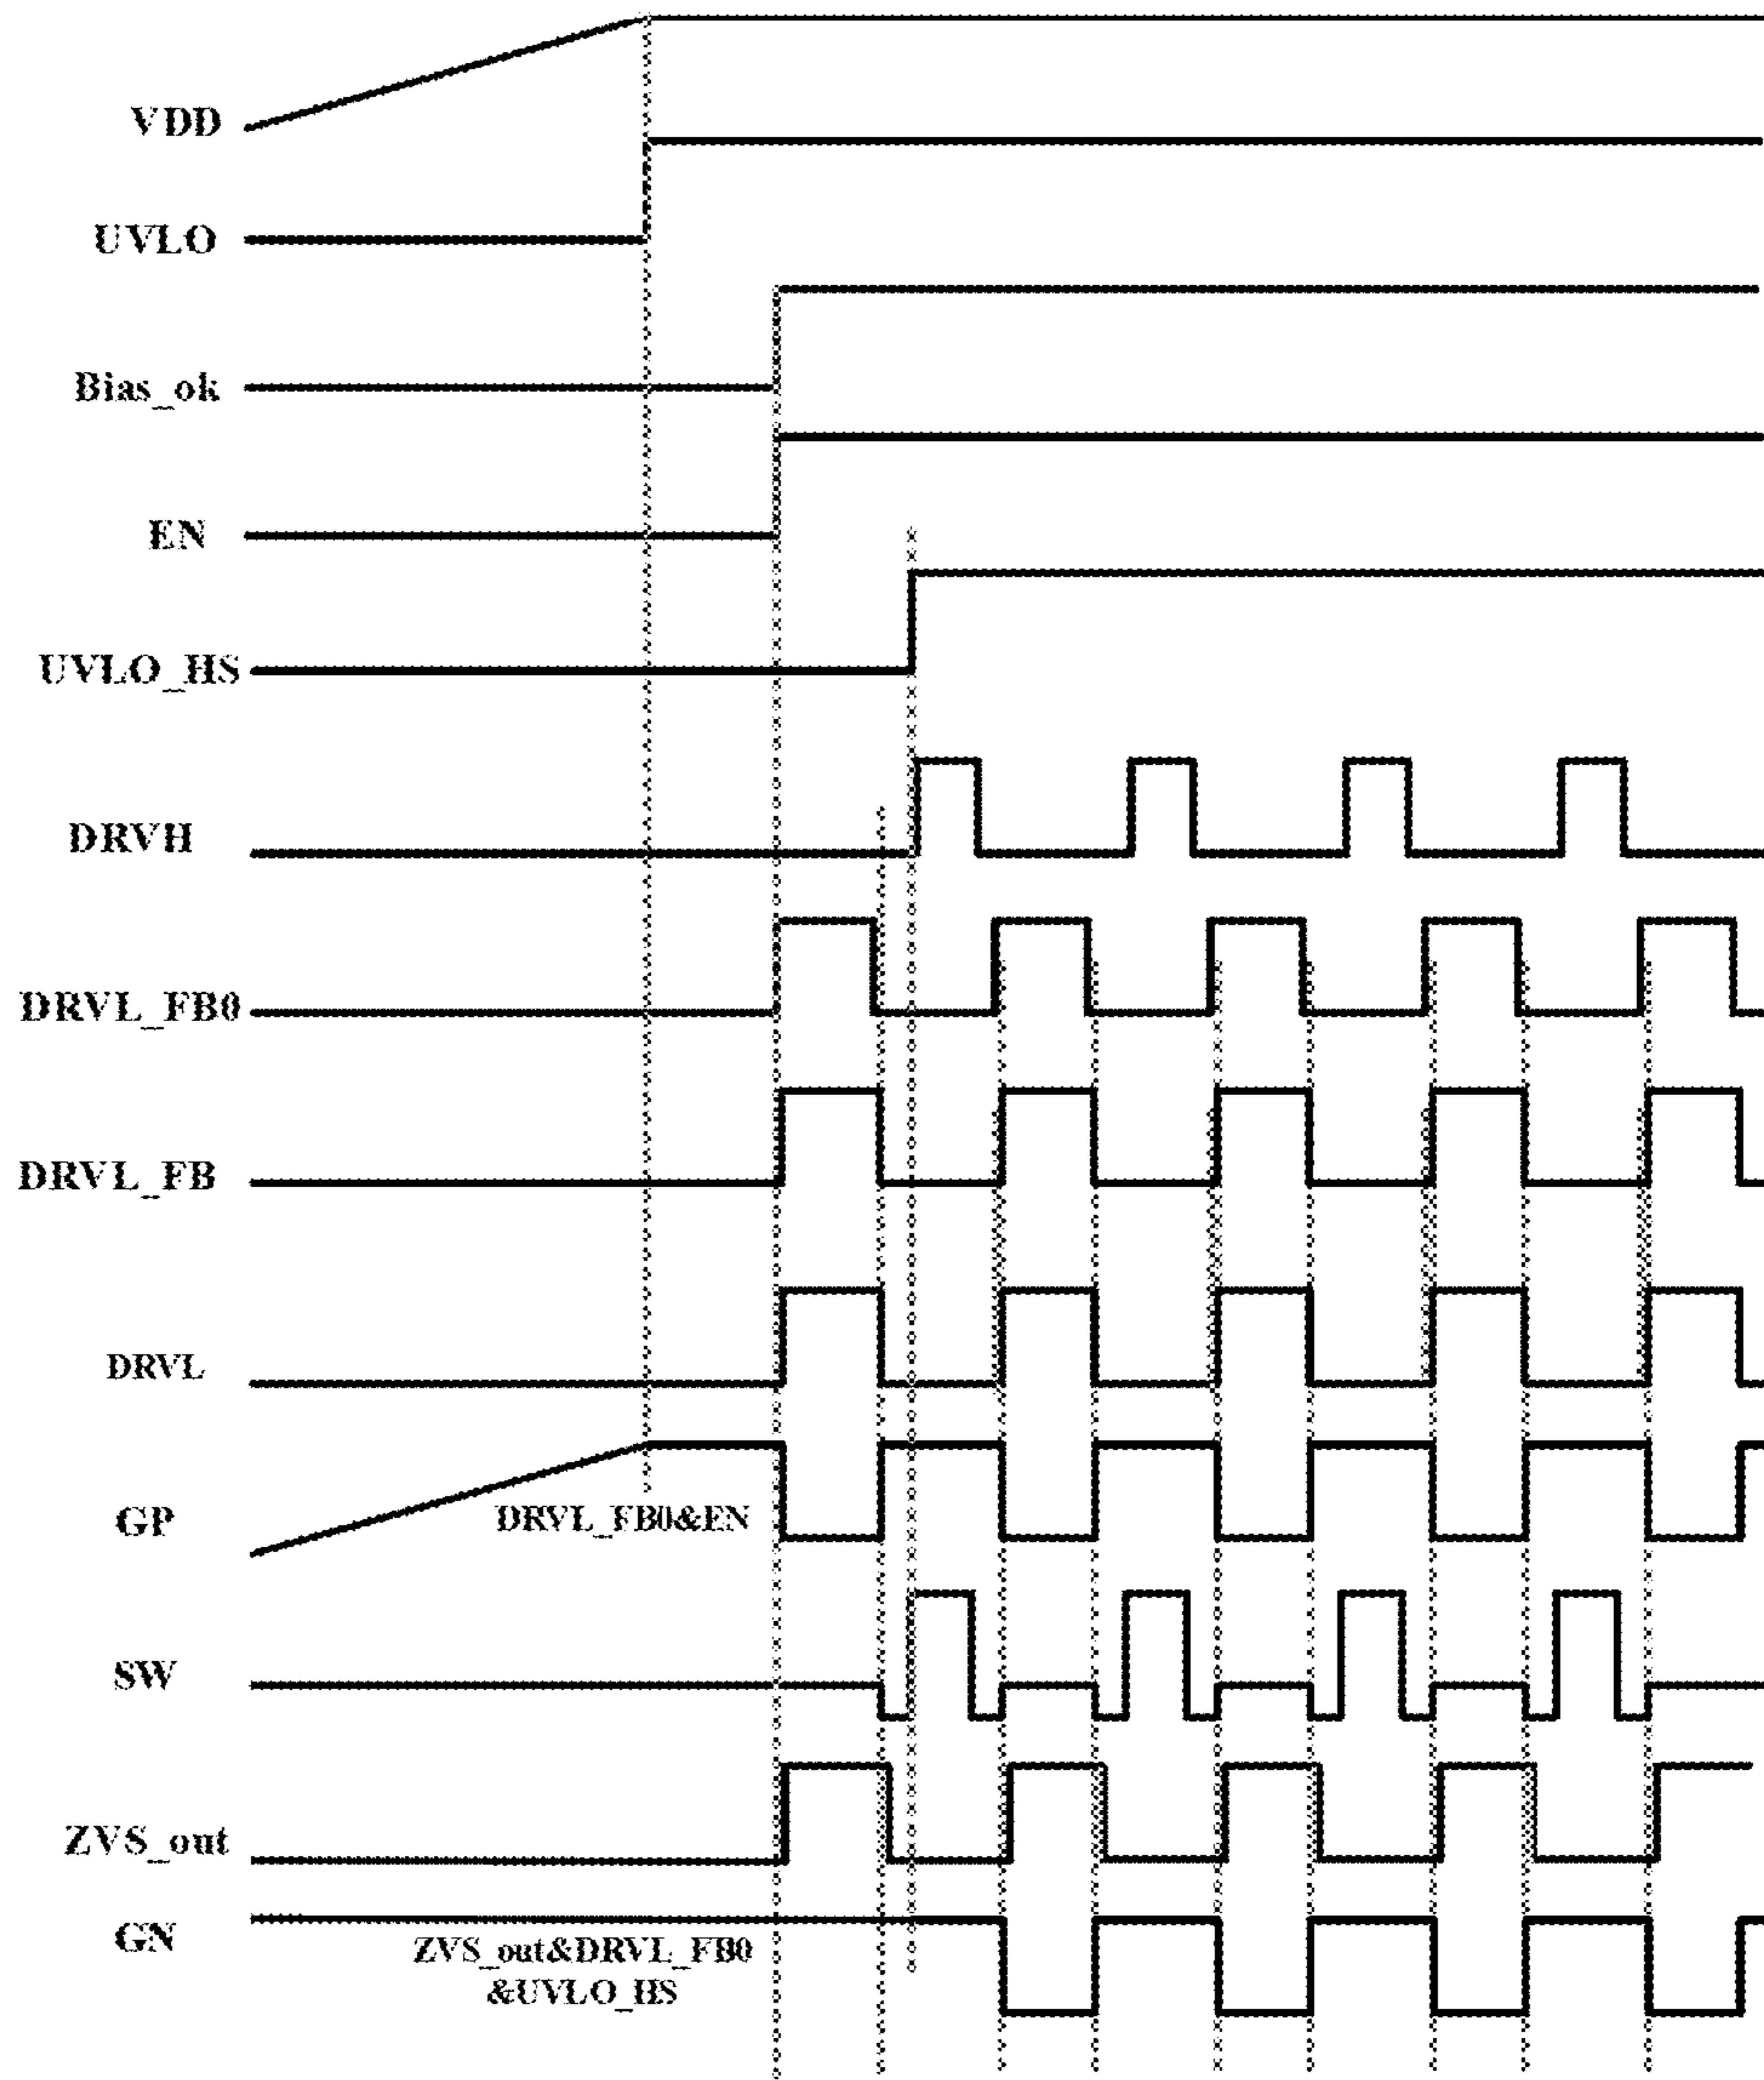 VDD
UVLO
Bias_ok
EN
UVLO_HS
DRVH
DRVL_FB0
DRVL_FB
DRVL
GP
DRVL_FB0&EN
SW
ZVS_out
GN
ZVS_out&DRVL_FB0
&UVLO_HS